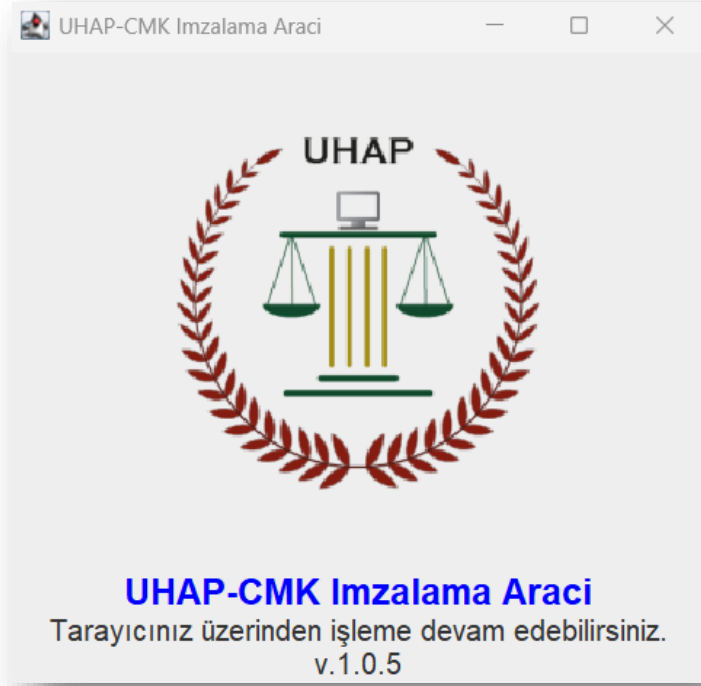 UHAP-CMK Imzalama Araci
UHAP
UHAP-CMK Imzalama Araci
Tarayıcınız üzerinden işleme devam edebilirsiniz.
v.1.0.5